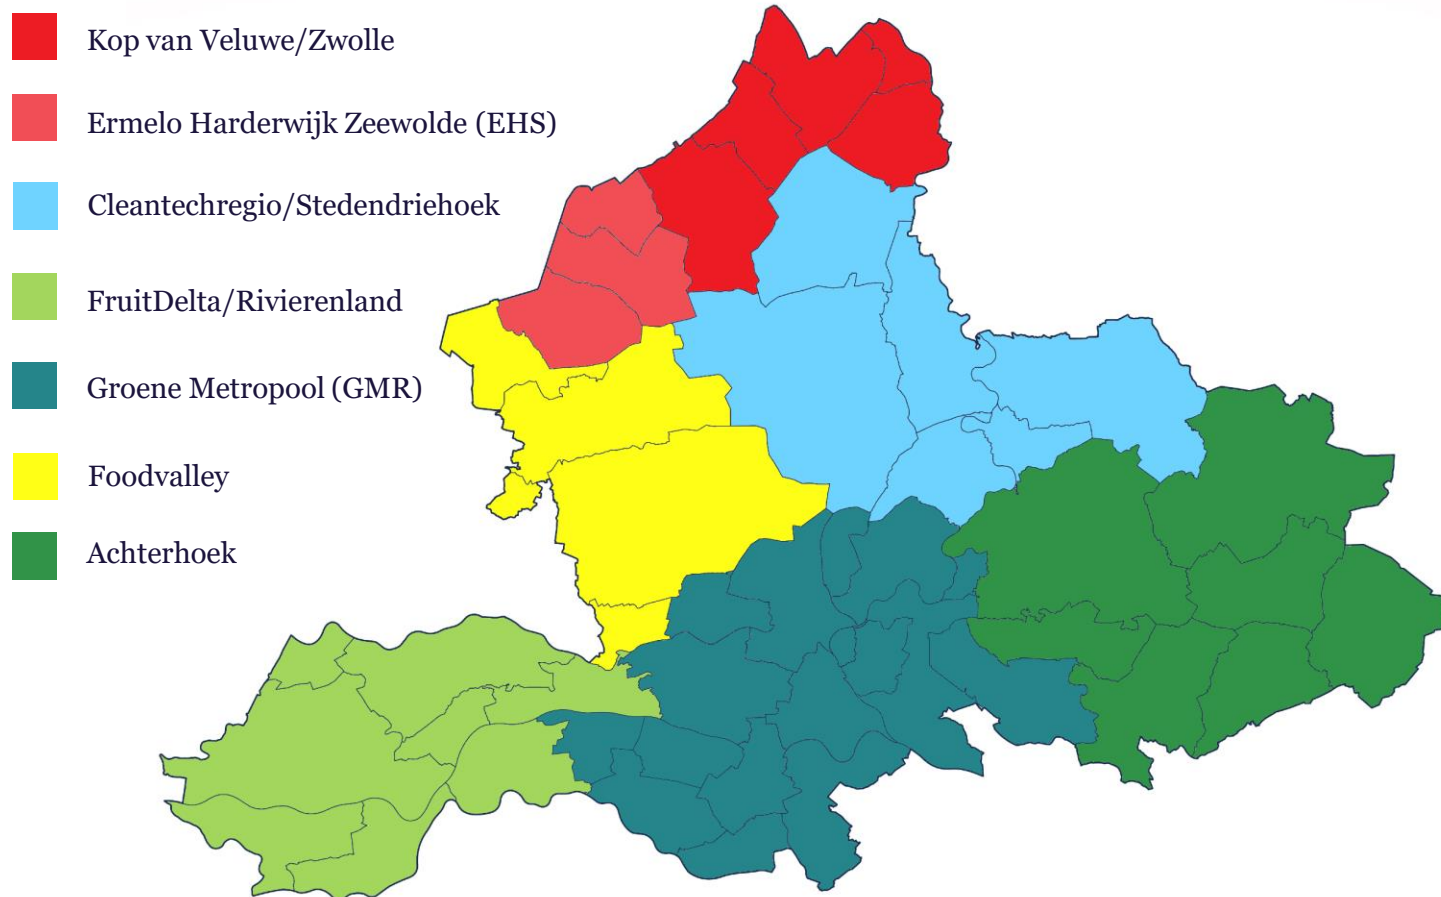 Kop van Veluwe/Zwolle
Ermelo Harderwijk Zeewolde (EHS)
Cleantechregio/Stedendriehoek
FruitDelta/Rivierenland
Groene Metropool (GMR)
Foodvalley
Achterhoek